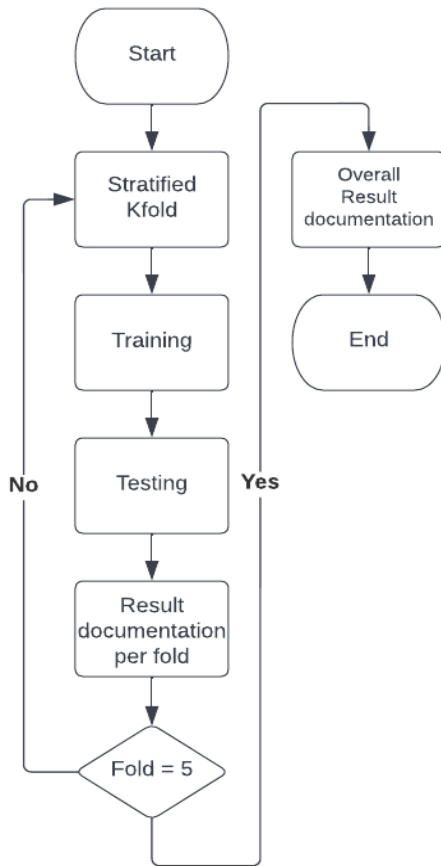 Start
Stratified
Kfold
Training
Testing
No
Yes
Result
documentation
per fold
Fold = 5
Overall
Result
documentation
End